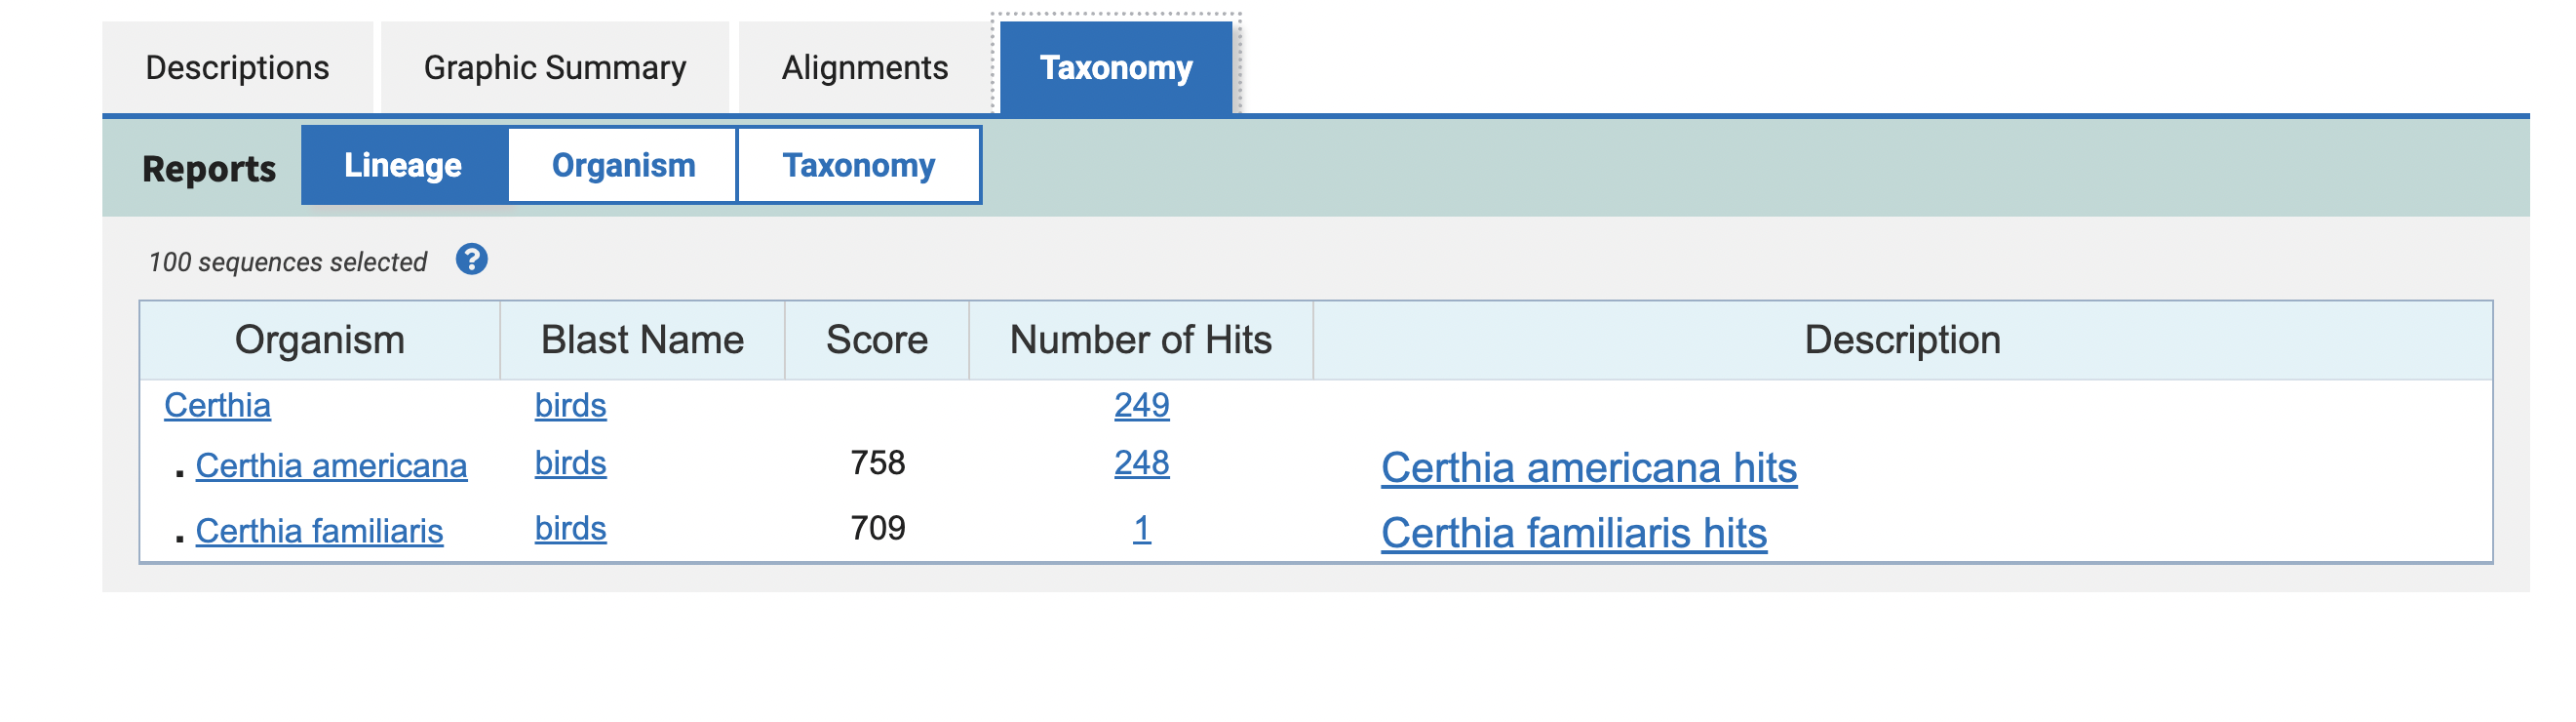 Descriptions Graphic Summary Alignments Taxonomy
Reports Lineage Organism Taxonomy
100 sequences selected ?
Organism Blast Name Score Number of Hits Description
Certhia birds 249
. Certhia americana birds 758 248 Certhia americana hits
. Certhia familiaris birds 709 1 Certhia familiaris hits